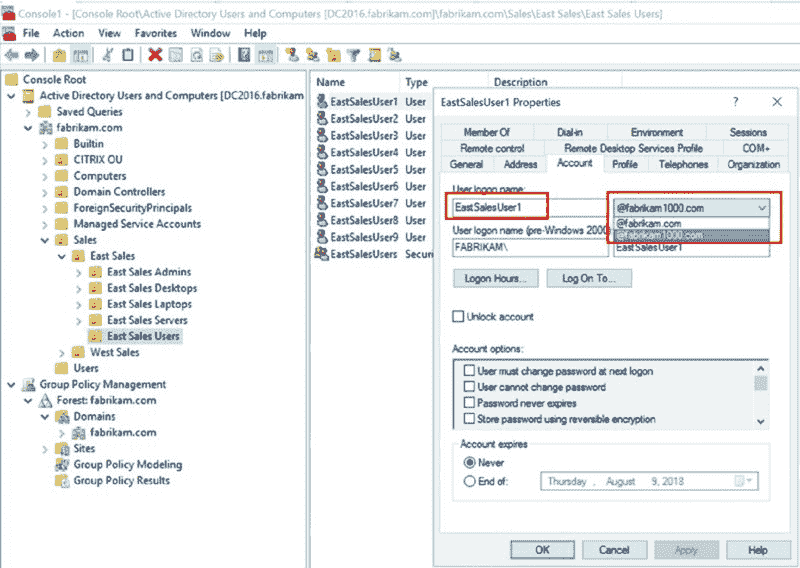 Console1 - [Console Root\Active Directory Users and Computers [DC2016.fabrikam.com]\fabrikam.com\Sales\East Sales\East Sales Users]
File Action View Favorites Window Help
Console Root
Active Directory Users and Computers [DC2016.fabrikam
Saved Queries
fabrikam.com
Builtin
CITRIX OU
Computers
Domain Controllers
ForeignSecurityPrincipals
Managed Service Accounts
Sales
East Sales
East Sales Admins
East Sales Desktops
East Sales Laptops
East Sales Servers
East Sales Users
West Sales
Users
Group Policy Management
Forest: fabrikam.com
Domains
fabrikam.com
Sites
Group Policy Modeling
Group Policy Results
Name Type Description
EastSalesUser1 User
EastSalesUser2 User
EastSalesUser3 User
EastSalesUser4 User
EastSalesUser5 User
EastSalesUser6 User
EastSalesUser7 User
EastSalesUser8 User
EastSalesUser9 User
EastSalesUsers Secur
EastSalesUser1 Properties ?
Member Of Dial-in Environment Sessions
Remote control Remote Desktop Services Profile COM+
General Address Account Profile Telephones Organization
User logon name:
EastSalesUser1 @fabrikam1000.com
@fabrikam.com
User logon name (pre-Windows 2000): @fabrikam1000.com
FABRIKAM\ EastSalesUser1
Logon Hours... Log On To...
Unlock account
Account options:
User must change password at next logon
User cannot change password
Password never expires
Store password using reversible encryption
Account expires
Never
End of: Thursday , August 9, 2018
OK Cancel Apply Help